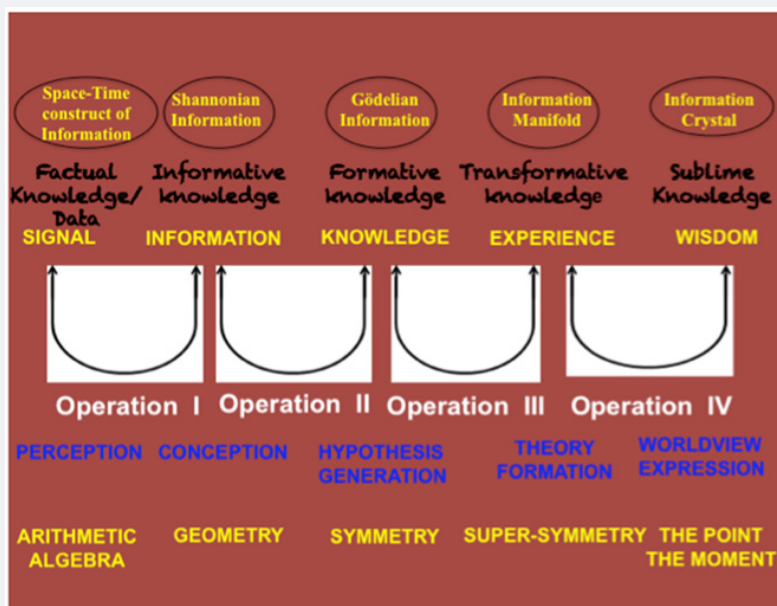 Space-Time
construct of
Information
Shannonian
Information
Gödelian
Information
Information
Manifold
Information
Crystal
Factual
Knowledge/
Data
Informative
knowledge
Formative
knowledge
Transformative
knowledge
Sublime
Knowledge
SIGNAL
INFORMATION
KNOWLEDGE
EXPERIENCE
WISDOM
Operation I
Operation II
Operation III
Operation IV
PERCEPTION
CONCEPTION
HYPOTHESIS
GENERATION
THEORY
FORMATION
WORLDVIEW
EXPRESSION
ARITHMETIC
ALGEBRA
GEOMETRY
SYMMETRY
SUPER-SYMMETRY
THE POINT
THE MOMENT